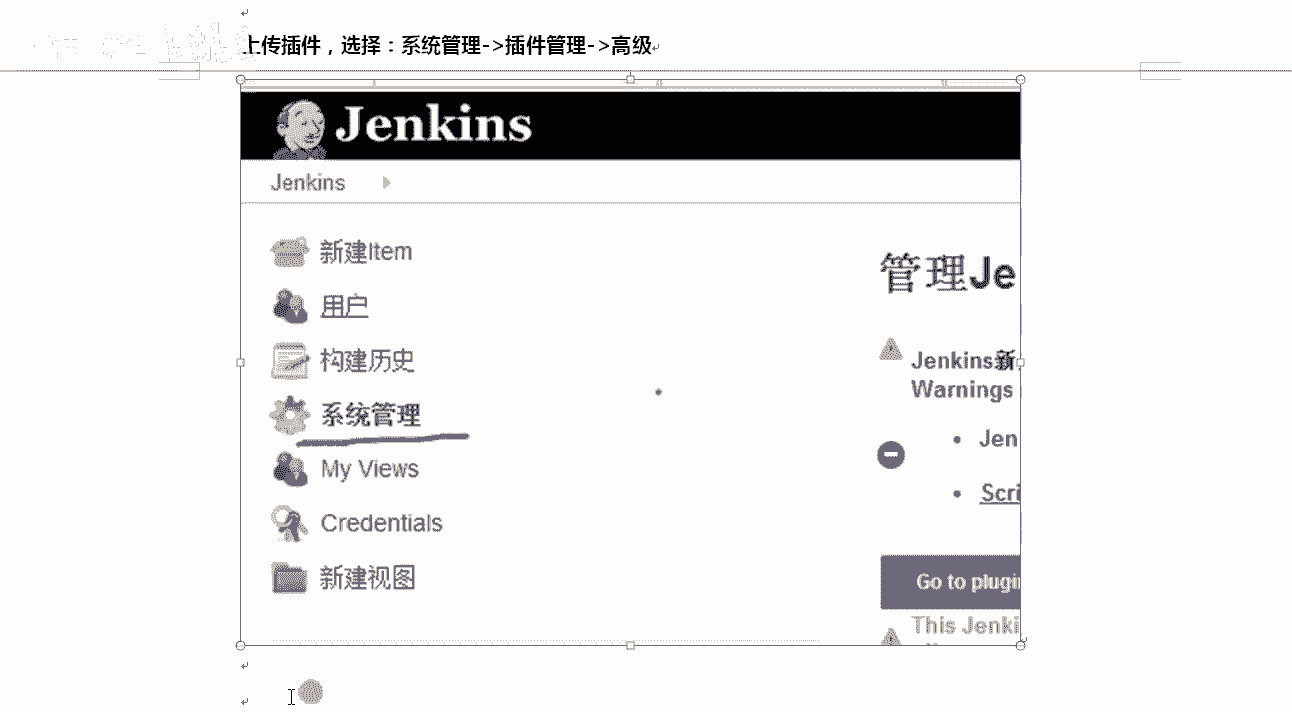 上传插件，选择：系统管理->插件管理->高级
Jenkins
Jenkins
新建Item
用户
构建历史
系统管理
My Views
Credentials
新建视图
管理Je
Jenkins新
Warnings
Jen
Scri
Go to plugin
This Jenki